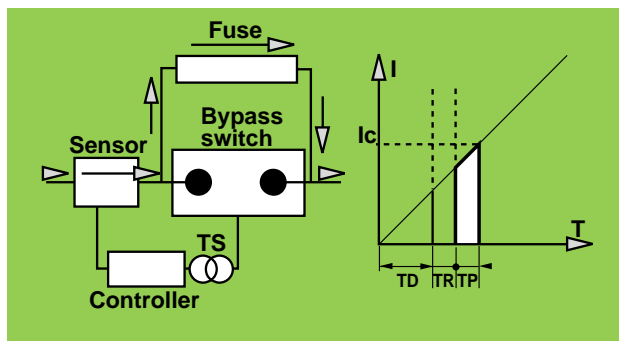 Fuse
Bypass
switch
Sensor
TS
Controller
I
Ic
T
TD TR TP